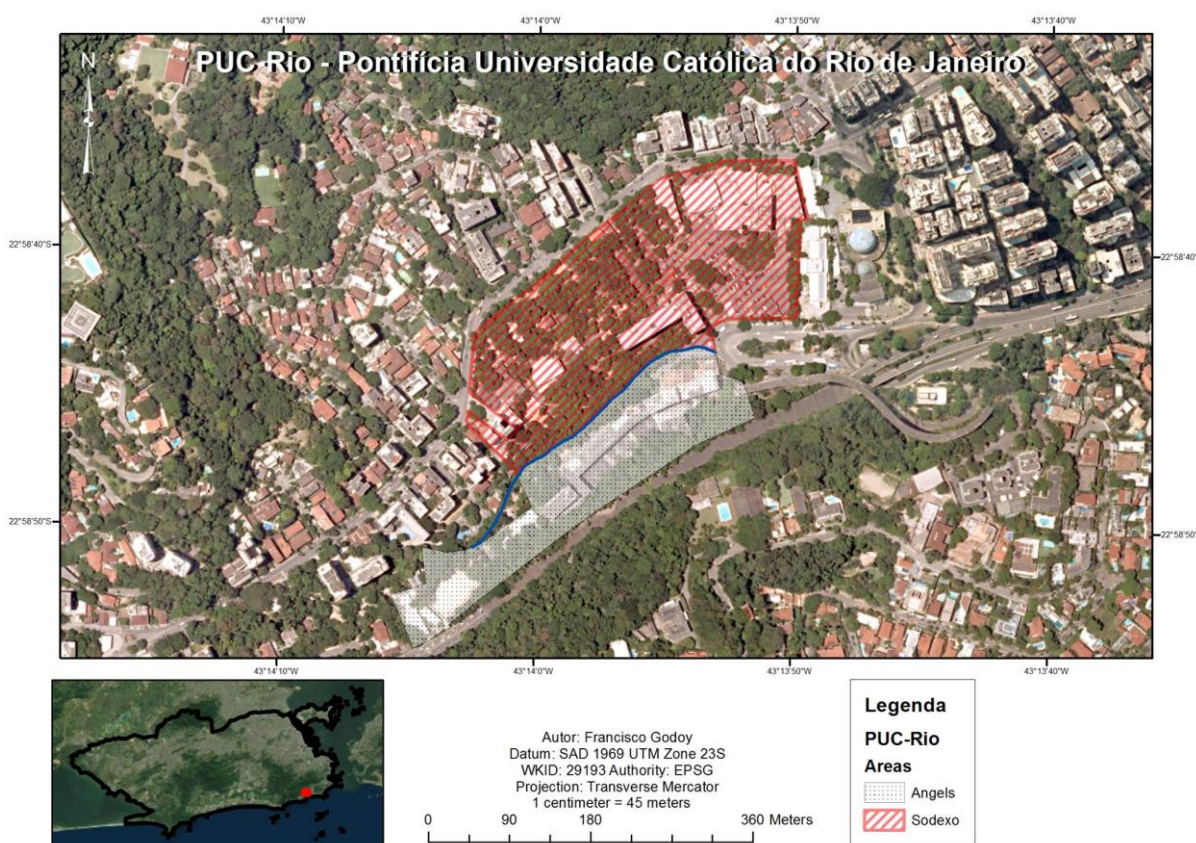 43°14'10"W 43°14'0"W 43°13'50"W 43°13'40"W
N
PUC-Rio - Pontifícia Universidade Católica do Rio de Janeiro
22°58'40"S 22°58'40"
22°58'50"S 22°58'50"
43°14'10"W 43°14'0"W 43°13'50"W 43°13'40"W
Autor: Francisco Godoy
Datum: SAD 1969 UTM Zone 23S
WKID: 29193 Authority: EPSG
Projection: Transverse Mercator
1 centimeter = 45 meters
0 90 180 360 Meters
Legenda
PUC-Rio
Areas
Angels
Sodexo